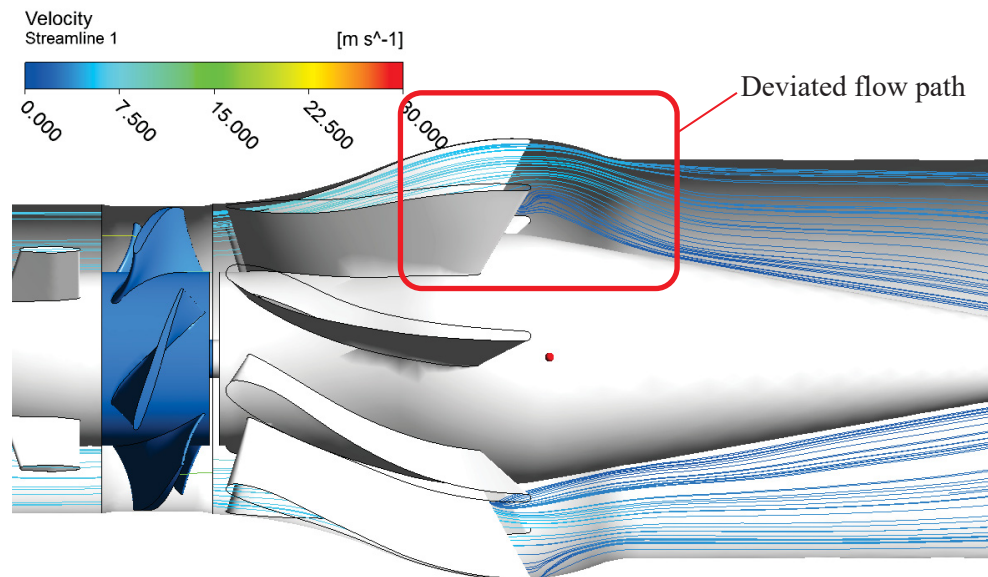 Velocity
Streamline 1
[m s^-1]
0.000
7.500
15.000
22.500
30.000
Deviated flow path